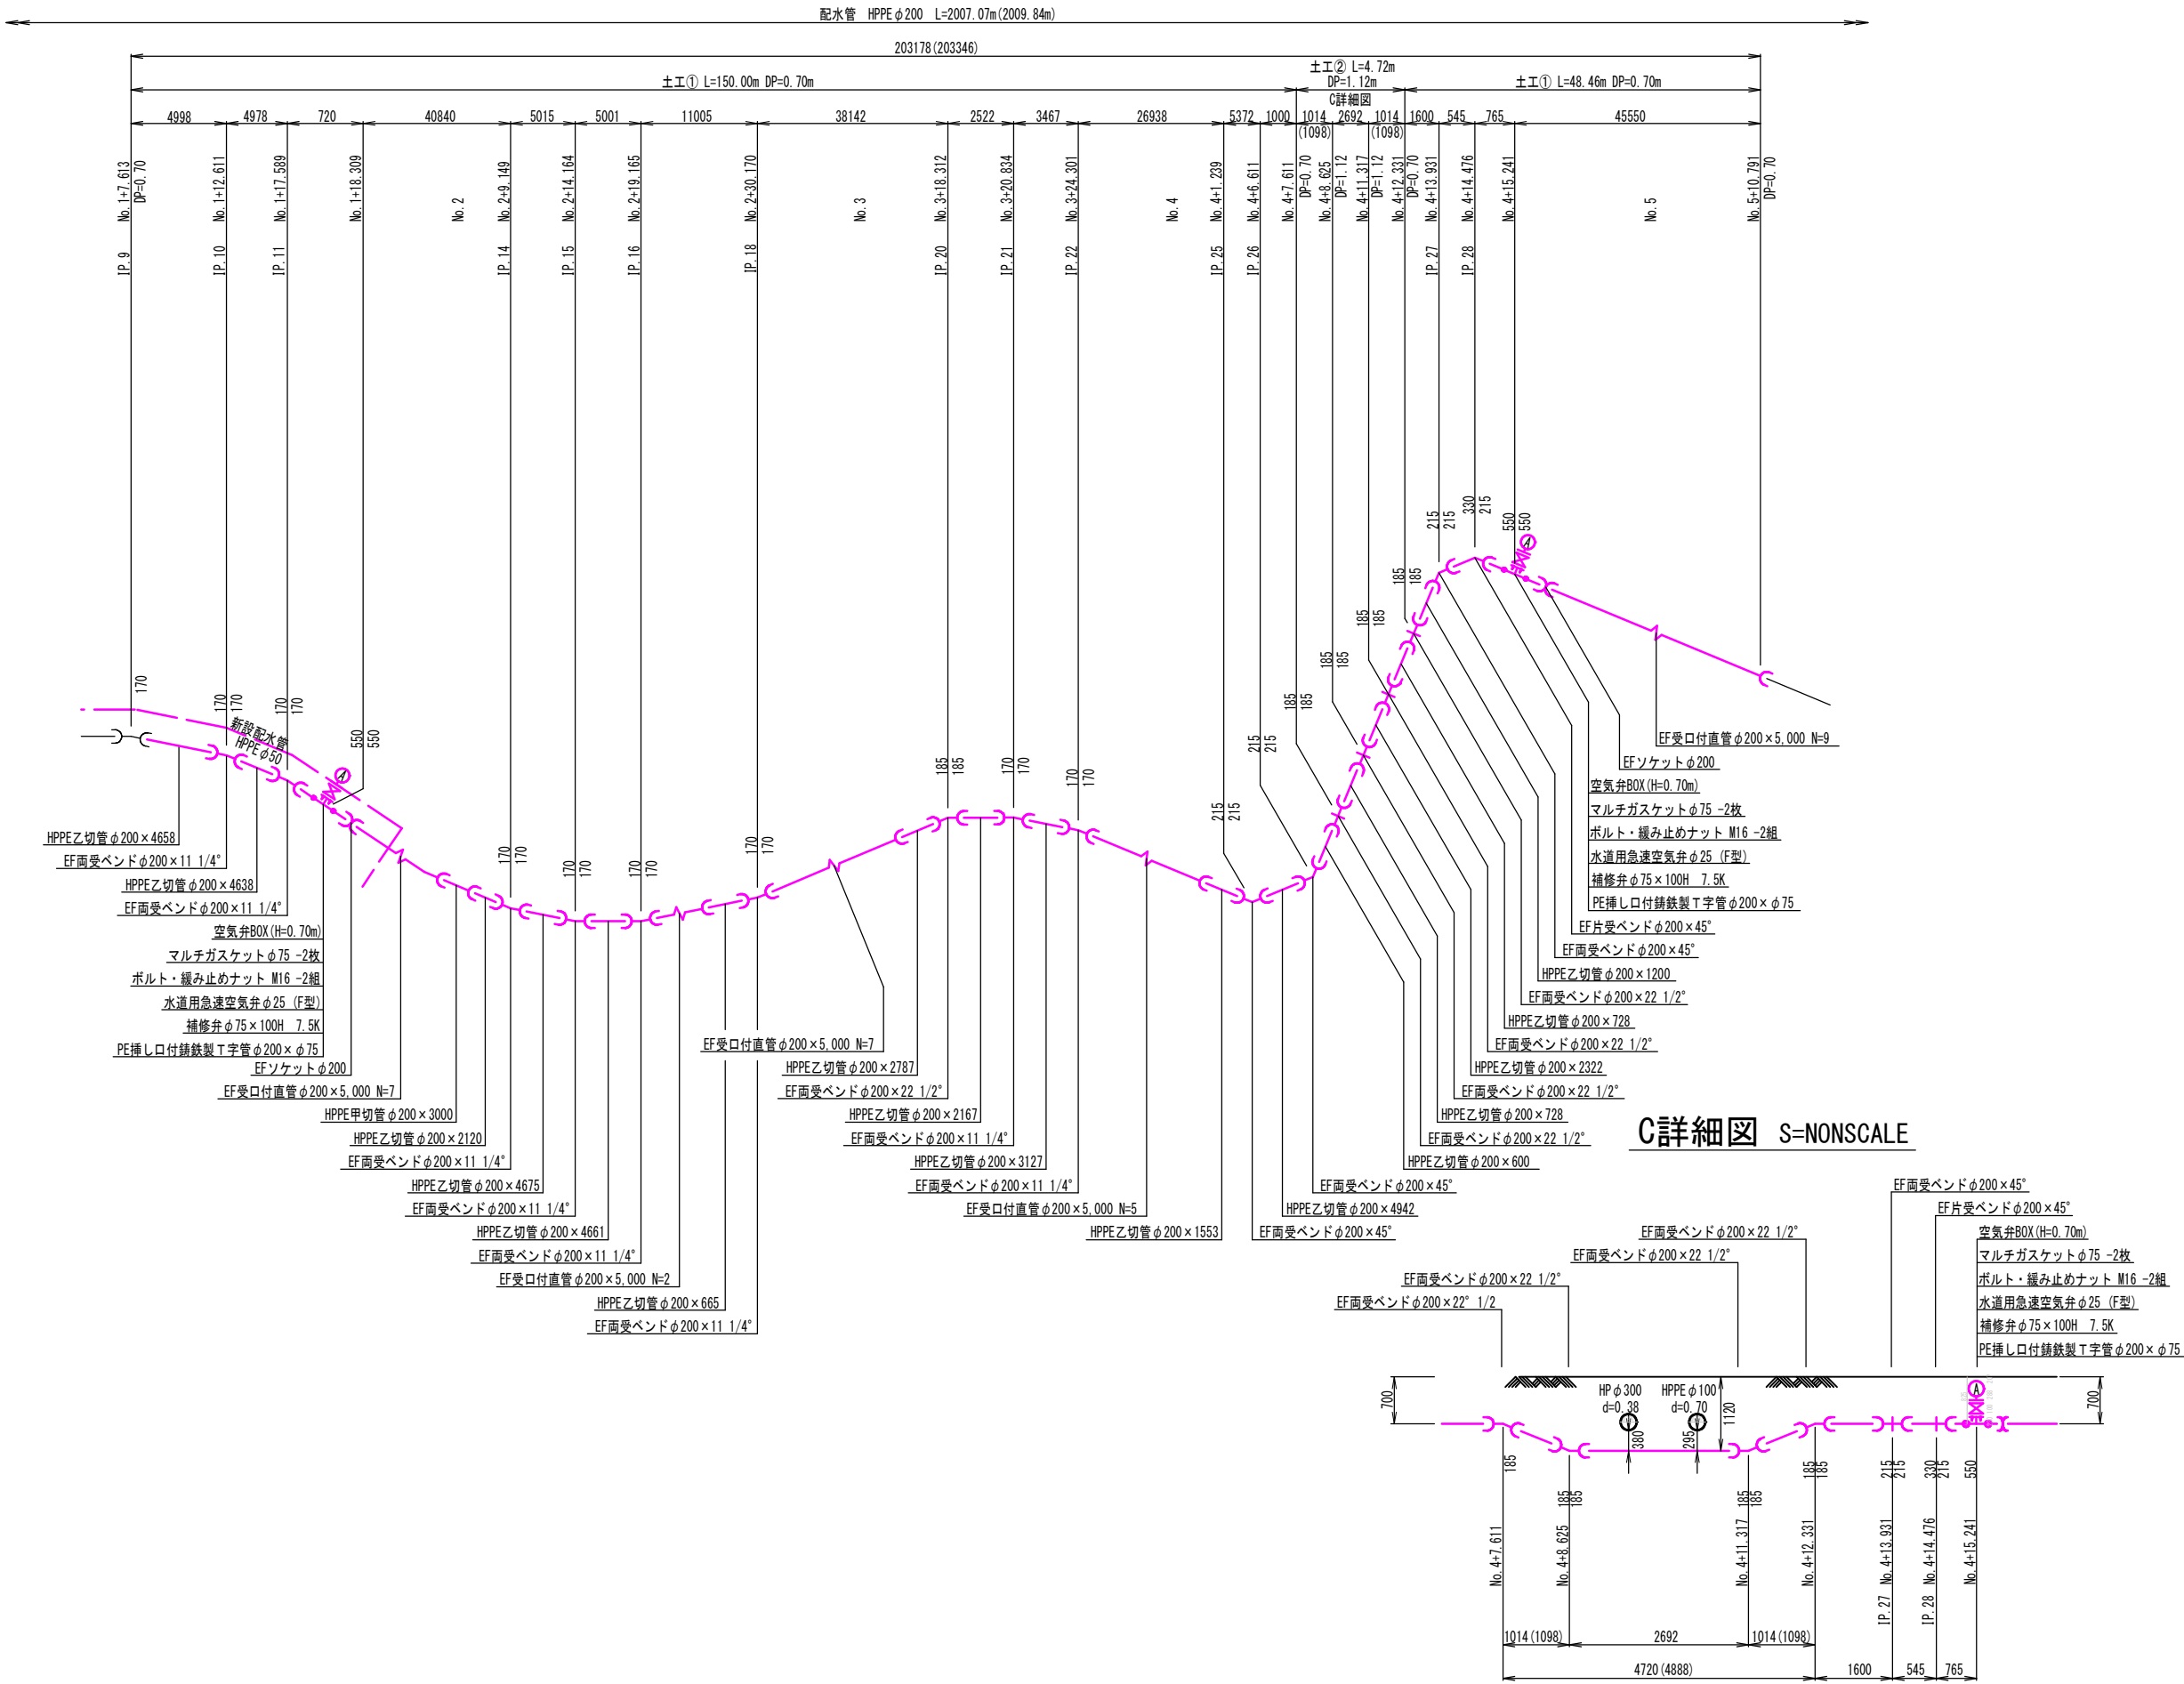 配水管 HPPEφ200 L=2007.07m(2009.84m)
203178(203346)
土工① L=150.00m DP=0.70m
土工② L=4.72m
DP=1.12m
土工① L=48.46m DP=0.70m
C詳細図
4998
4978
720
40840
5015
5001
11005
38142
2522
3467
26938
5372
1000
1014
(1098)
2692
1014
(1098)
1600
545
765
45550
No.1+7.613
DP=0.70
No.1+12.611
No.1+17.589
No.1+18.309
No.2
No.2+9.149
No.2+14.164
No.2+19.165
No.2+30.170
No.3
No.3+18.312
No.3+20.834
No.3+24.301
No.4
No.4+1.239
No.4+6.611
No.4+7.611
DP=0.70
No.4+8.625
DP=1.12
No.4+11.317
DP=1.12
No.4+12.331
DP=0.70
No.4+13.931
No.4+14.476
No.4+15.241
No.5
No.5+10.791
DP=0.70
IP.9
IP.10
IP.11
IP.14
IP.15
IP.16
IP.18
IP.20
IP.21
IP.22
IP.25
IP.26
IP.27
IP.28
170
170
170
170
170
550
550
170
170
170
170
170
170
170
170
185
185
170
170
170
170
215
215
215
215
185
185
185
185
185
185
185
185
215
215
330
215
550
550
新設配水管
HPPEφ50
A
A
HPPE乙切管φ200×4658
EF両受ベンドφ200×11 1/4°
HPPE乙切管φ200×4638
EF両受ベンドφ200×11 1/4°
空気弁BOX(H=0.70m)
マルチガスケットφ75 -2枚
ボルト・緩み止めナット M16 -2組
水道用急速空気弁φ25 (F型)
補修弁φ75×100H 7.5K
PE挿し口付鋳鉄製T字管φ200×φ75
EFソケットφ200
EF受口付直管φ200×5,000 N=7
HPPE甲切管φ200×3000
HPPE乙切管φ200×2120
EF両受ベンドφ200×11 1/4°
HPPE乙切管φ200×4675
EF両受ベンドφ200×11 1/4°
HPPE乙切管φ200×4661
EF両受ベンドφ200×11 1/4°
EF受口付直管φ200×5,000 N=2
HPPE乙切管φ200×665
EF両受ベンドφ200×11 1/4°
EF受口付直管φ200×5,000 N=7
HPPE乙切管φ200×2787
EF両受ベンドφ200×22 1/2°
HPPE乙切管φ200×2167
EF両受ベンドφ200×11 1/4°
HPPE乙切管φ200×3127
EF両受ベンドφ200×11 1/4°
EF受口付直管φ200×5,000 N=5
HPPE乙切管φ200×1553
EF両受ベンドφ200×45°
HPPE乙切管φ200×4942
EF両受ベンドφ200×45°
HPPE乙切管φ200×600
EF両受ベンドφ200×22 1/2°
HPPE乙切管φ200×728
EF両受ベンドφ200×22 1/2°
HPPE乙切管φ200×2322
EF両受ベンドφ200×22 1/2°
HPPE乙切管φ200×728
EF両受ベンドφ200×22 1/2°
HPPE乙切管φ200×1200
EF両受ベンドφ200×45°
EF片受ベンドφ200×45°
PE挿し口付鋳鉄製T字管φ200×φ75
補修弁φ75×100H 7.5K
水道用急速空気弁φ25 (F型)
ボルト・緩み止めナット M16 -2組
マルチガスケットφ75 -2枚
空気弁BOX(H=0.70m)
EFソケットφ200
EF受口付直管φ200×5,000 N=9
C詳細図 S=NONSCALE
EF両受ベンドφ200×45°
EF片受ベンドφ200×45°
EF両受ベンドφ200×22 1/2°
空気弁BOX(H=0.70m)
EF両受ベンドφ200×22 1/2°
マルチガスケットφ75 -2枚
EF両受ベンドφ200×22 1/2°
ボルト・緩み止めナット M16 -2組
EF両受ベンドφ200×22° 1/2
水道用急速空気弁φ25 (F型)
補修弁φ75×100H 7.5K
PE挿し口付鋳鉄製T字管φ200×φ75
700
HPφ300
d=0.38
HPPEφ100
d=0.70
1120
380
295
A
700
185
185
185
185
185
185
185
215
215
330
215
550
No.4+7.611
No.4+8.625
No.4+11.317
No.4+12.331
IP.27 No.4+13.931
IP.28 No.4+14.476
No.4+15.241
1014(1098)
2692
1014(1098)
4720(4888)
1600
545
765